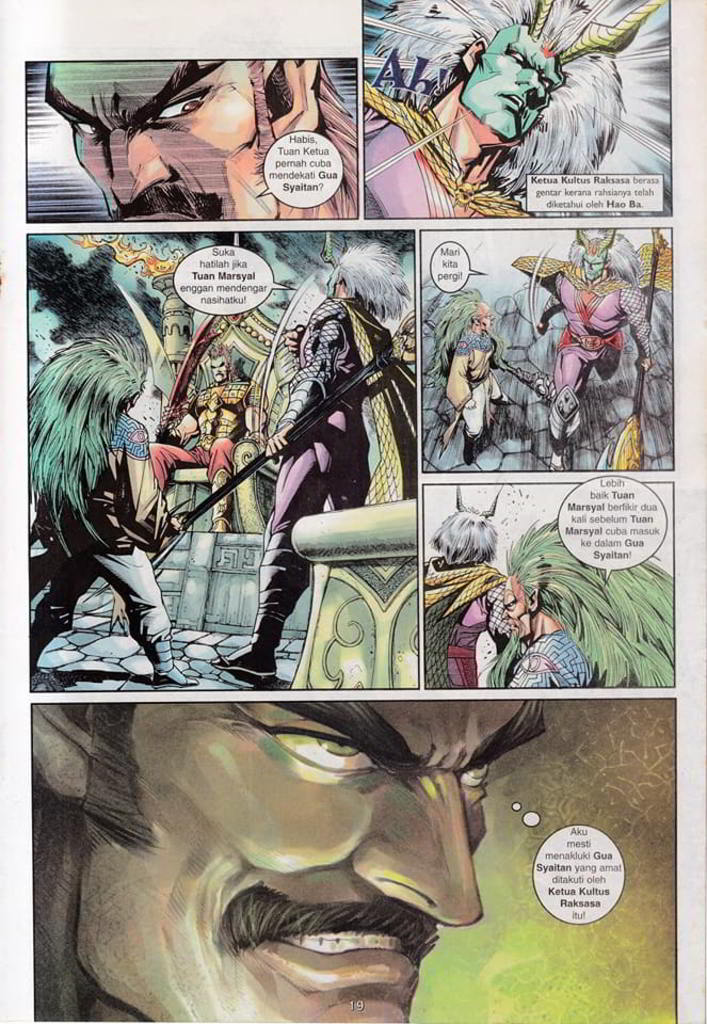 Habis,
Tuan Ketua
pernah cuba
mendekati Gua
Syaitan?
Ah!
Ketua Kultus Raksasa berasa
gentar kerana rahsianya telah
diketahui oleh Hao Ba.
Suka
hatilah jika
Tuan Marsyal
enggan mendengar
nasihatku!
Mari
kita
pergi!
Lebih
baik Tuan
Marsyal berfikir dua
kali sebelum Tuan
Marsyal cuba masuk
ke dalam Gua
Syaitan!
Aku
mesti
menakluki Gua
Syaitan yang amat
ditakuti oleh
Ketua Kultus
Raksasa
itu!
19